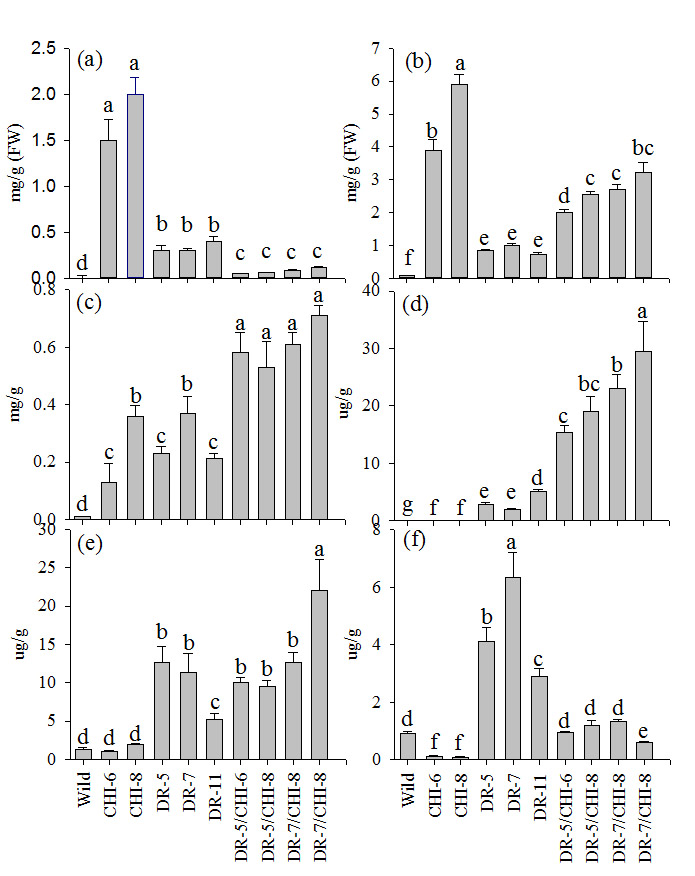 (a)
mg/g (FW)
2.5
2.0
1.5
1.0
0.5
0.0
d a a b b b c c c c
(b)
mg/g (FW)
7
6
5
4
3
2
1
0
f b a e e e d c c bc
(c)
mg/g
0.8
0.6
0.4
0.2
0.0
d c b c b c a a a a
(d)
ug/g
40
30
20
10
0
g f f e e d c bc b a
(e)
ug/g
30
25
20
15
10
5
0
d d d b b c b b b a
(f)
ug/g
8
6
4
2
0
d f f b a c d d d e
Wild
CHI-6
CHI-8
DR-5
DR-7
DR-11
DR-5/CHI-6
DR-5/CHI-8
DR-7/CHI-8
DR-7/CHI-8
Wild
CHI-6
CHI-8
DR-5
DR-7
DR-11
DR-5/CHI-6
DR-5/CHI-8
DR-7/CHI-8
DR-7/CHI-8